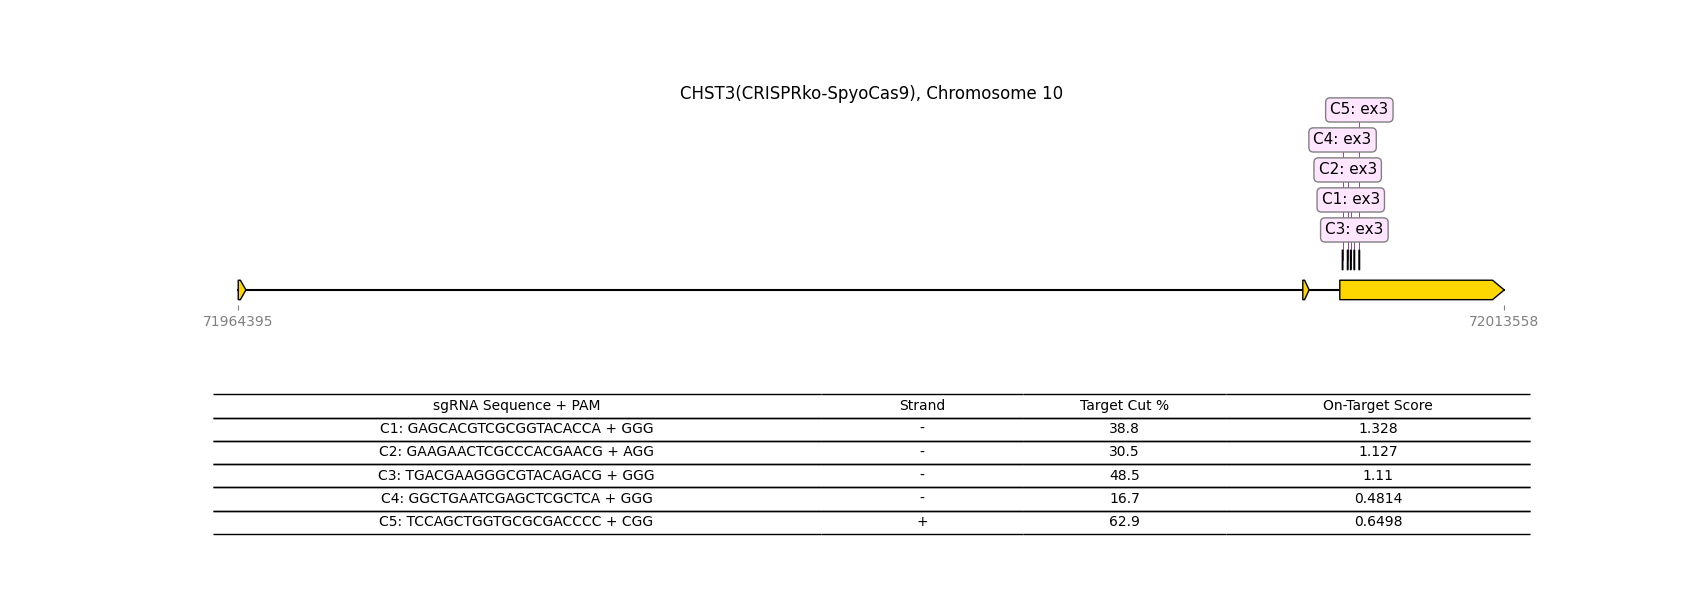 CHST3(CRISPRko-SpyoCas9), Chromosome 10
C5: ex3
C4: ex3
C2: ex3
C1: ex3
C3: ex3
71964395 72013558
sgRNA Sequence + PAM Strand Target Cut % On-Target Score
C1: GAGCACGTCGCGGTACACCA + GGG - 38.8 1.328
C2: GAAGAACTCGCCCACGAACG + AGG - 30.5 1.127
C3: TGACGAAGGGCGTACAGACG + GGG - 48.5 1.11
C4: GGCTGAATCGAGCTCGCTCA + GGG - 16.7 0.4814
C5: TCCAGCTGGTGCGCGACCCC + CGG + 62.9 0.6498